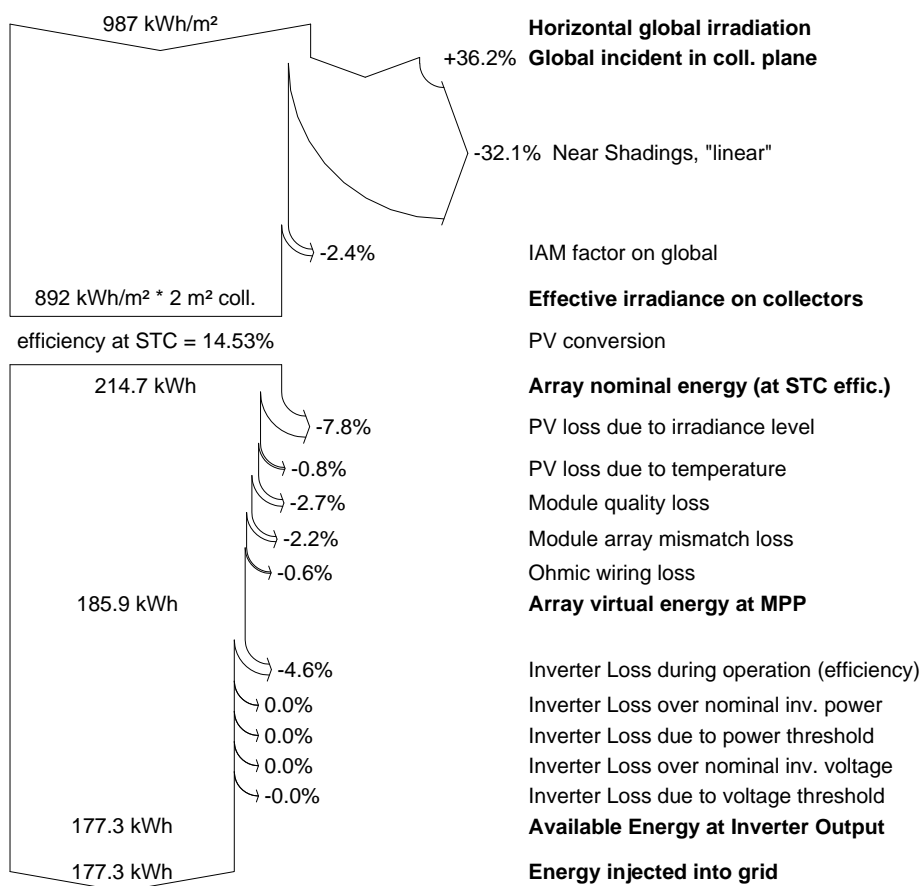 987 kWh/m² Horizontal global irradiation
+36.2% Global incident in coll. plane
-32.1% Near Shadings, "linear"
-2.4% IAM factor on global
892 kWh/m² * 2 m² coll. Effective irradiance on collectors
efficiency at STC = 14.53% PV conversion
214.7 kWh Array nominal energy (at STC effic.)
-7.8% PV loss due to irradiance level
-0.8% PV loss due to temperature
-2.7% Module quality loss
-2.2% Module array mismatch loss
-0.6% Ohmic wiring loss
185.9 kWh Array virtual energy at MPP
-4.6% Inverter Loss during operation (efficiency)
0.0% Inverter Loss over nominal inv. power
0.0% Inverter Loss due to power threshold
0.0% Inverter Loss over nominal inv. voltage
-0.0% Inverter Loss due to voltage threshold
177.3 kWh Available Energy at Inverter Output
177.3 kWh Energy injected into grid